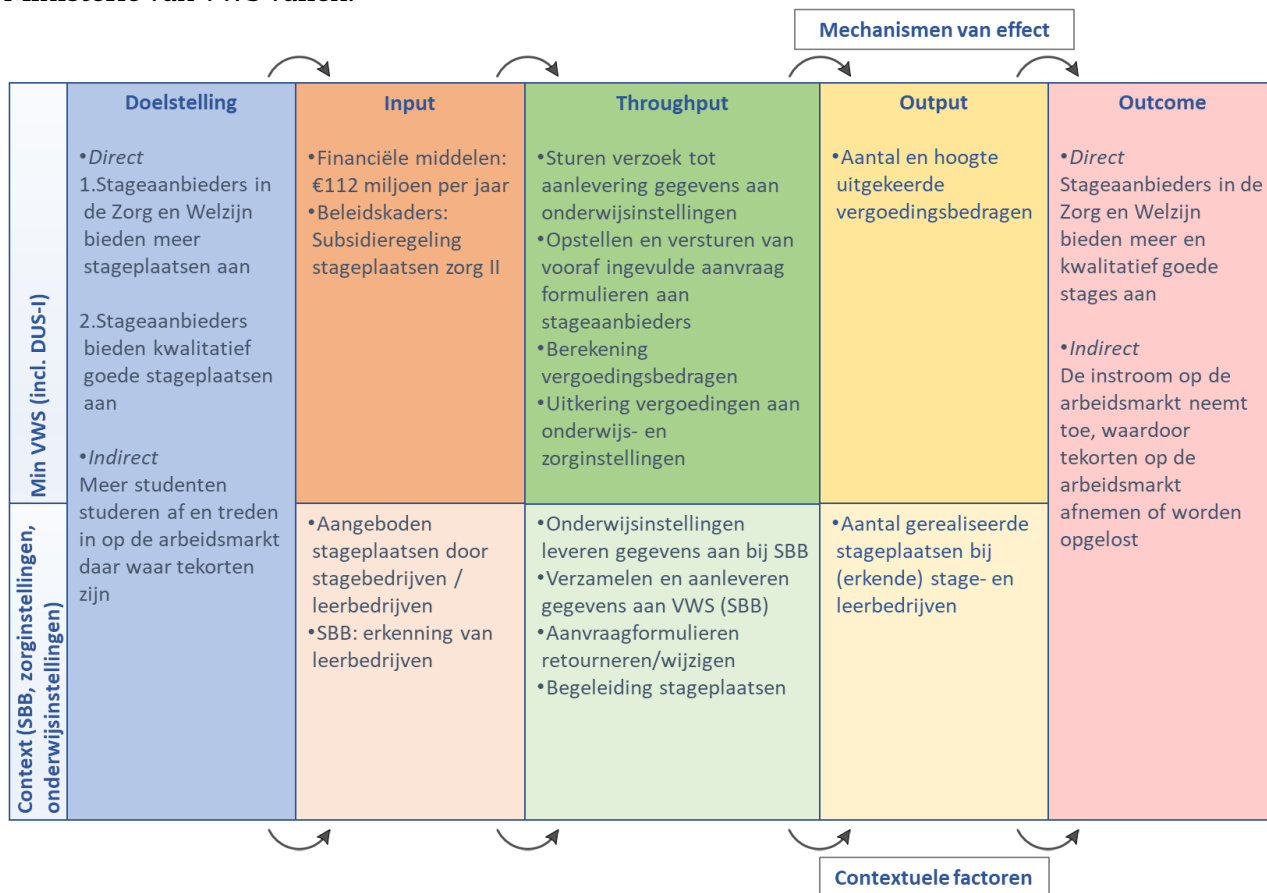 Mechanismen van effect
Doelstelling
•Direct
1.Stageaanbieders in
de Zorg en Welzijn
bieden meer
stageplaatsen aan
2.Stageaanbieders
bieden kwalitatief
goede stageplaatsen
aan
•Indirect
Meer studenten
studeren af en treden
in op de arbeidsmarkt
daar waar tekorten
zijn
Input
•Financiële middelen:
€112 miljoen per jaar
•Beleidskaders:
Subsidieregeling
stageplaatsen zorg II
Throughput
•Sturen verzoek tot
aanlevering gegevens aan
onderwijsinstellingen
•Opstellen en versturen van
vooraf ingevulde aanvraag
formulieren aan
stageaanbieders
•Berekening
vergoedingsbedragen
•Uitkering vergoedingen aan
onderwijs- en
zorginstellingen
Output
•Aantal en hoogte
uitgekeerde
vergoedingsbedragen
Outcome
•Direct
Stageaanbieders in de
Zorg en Welzijn
bieden meer en
kwalitatief goede
stages aan
•Indirect
De instroom op de
arbeidsmarkt neemt
toe, waardoor
tekorten op de
arbeidsmarkt
afnemen of worden
opgelost
Min VWS (incl. DUS-I)
Context (SBB, zorginstellingen,
onderwijsinstellingen)
•Aangeboden
stageplaatsen door
stagebedrijven /
leerbedrijven
•SBB: erkenning van
leerbedrijven
•Onderwijsinstellingen
leveren gegevens aan bij SBB
•Verzamelen en aanleveren
gegevens aan VWS (SBB)
•Aanvraagformulieren
retourneren/wijzigen
•Begeleiding stageplaatsen
•Aantal gerealiseerde
stageplaatsen bij
(erkende) stage- en
leerbedrijven
Contextuele factoren